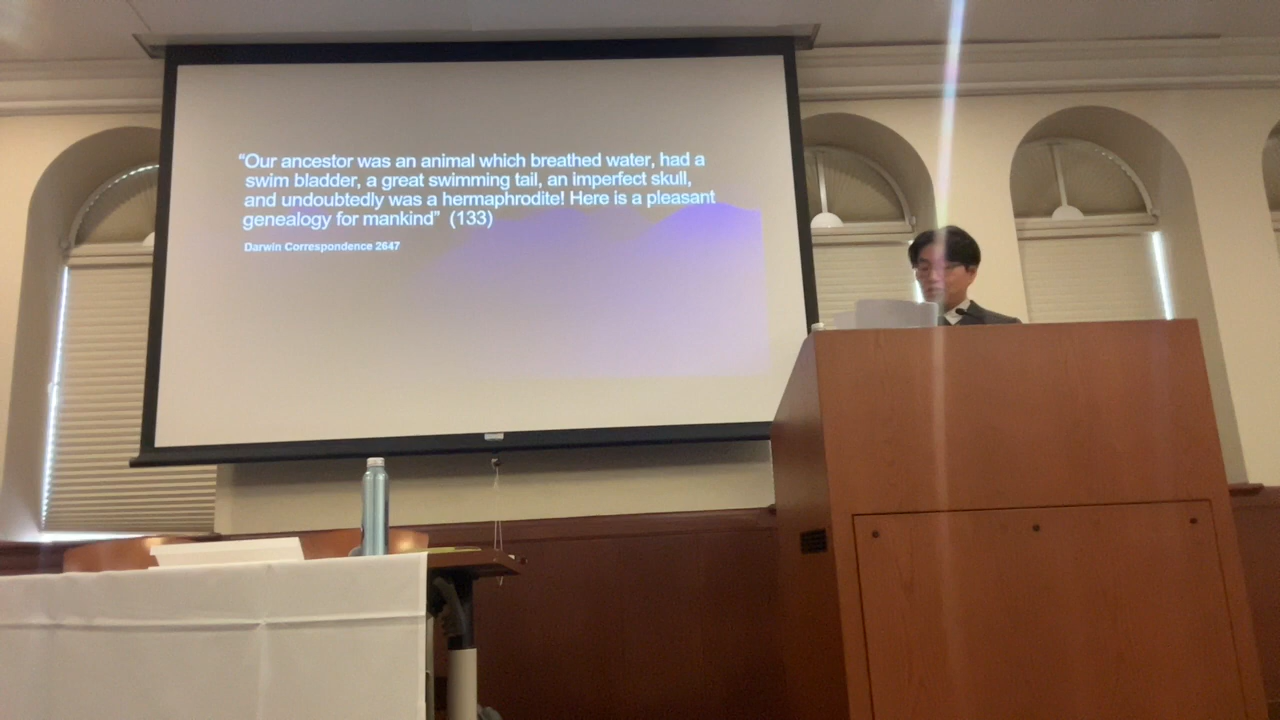 “Our ancestor was an animal which breathed water, had a
swim bladder, a great swimming tail, an imperfect skull,
and undoubtedly was a hermaphrodite! Here is a pleasant
genealogy for mankind” (133)
Darwin Correspondence 2647